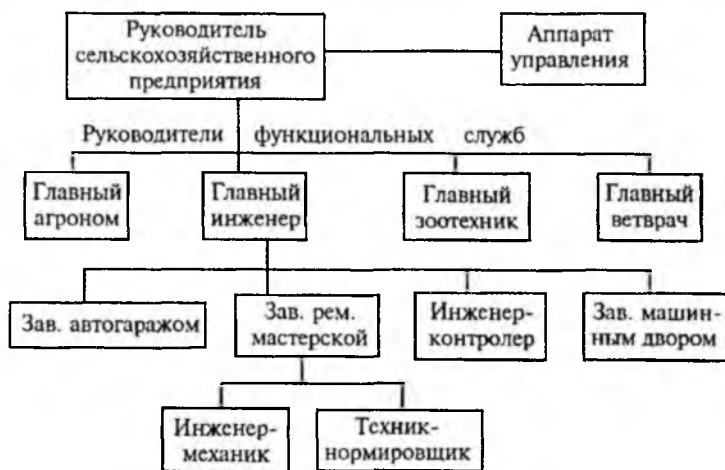 Руководитель
сельскохозяйственного
предприятия
Аппарат
управления
Руководители функциональных служб
Главный
агроном
Главный
инженер
Главный
зоотехник
Главный
ветврач
Зав. автогаражом
Зав. рем.
мастерской
Инженер-
контролер
Зав. машин-
ным двором
Инженер-
механик
Техник-
нормировщик